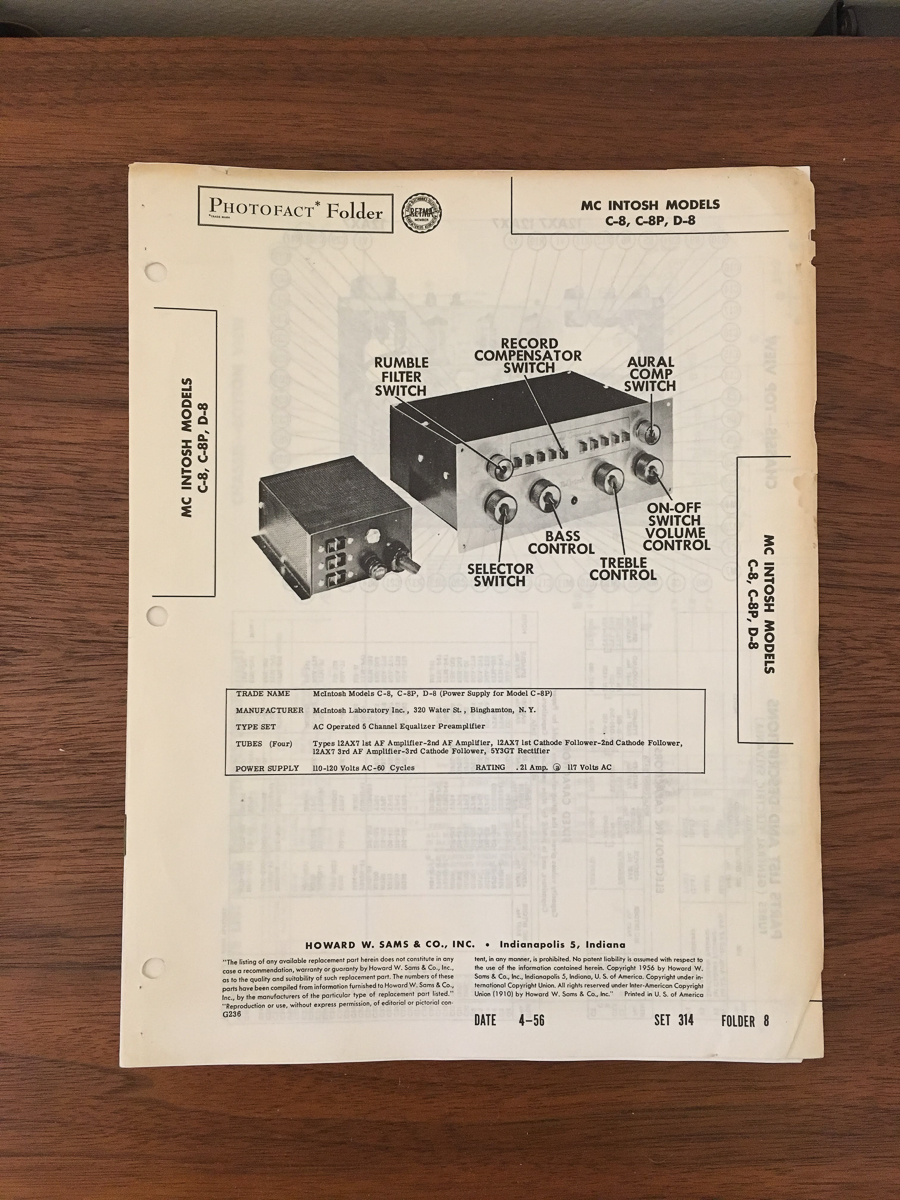 PHOTOFACT* Folder
*TRADE MARK
RETMA
MEMBER
MC INTOSH MODELS
C-8, C-8P, D-8
MC INTOSH MODELS
C-8, C-8P, D-8
RUMBLE
FILTER
SWITCH
RECORD
COMPENSATOR
SWITCH
AURAL
COMP
SWITCH
SELECTOR
SWITCH
BASS
CONTROL
TREBLE
CONTROL
ON-OFF
SWITCH
VOLUME
CONTROL
MC INTOSH MODELS
C-8, C-8P, D-8
TRADE NAME McIntosh Models C-8, C-8P, D-8 (Power Supply for Model C-8P)
MANUFACTURER McIntosh Laboratory Inc., 320 Water St., Binghamton, N. Y.
TYPE SET AC Operated 5 Channel Equalizer Preamplifier
TUBES (Four) Types 12AX7 1st AF Amplifier-2nd AF Amplifier, 12AX7 1st Cathode Follower-2nd Cathode Follower,
12AX7 3rd AF Amplifier-3rd Cathode Follower, 5Y3GT Rectifier
POWER SUPPLY 110-120 Volts AC-60 Cycles RATING .21 Amp. @ 117 Volts AC
HOWARD W. SAMS & CO., INC. • Indianapolis 5, Indiana
"The listing of any available replacement part herein does not constitute in any
case a recommendation, warranty or guaranty by Howard W. Sams & Co., Inc.,
as to the quality and suitability of such replacement part. The numbers of these
parts have been compiled from information furnished to Howard W. Sams & Co.,
Inc., by the manufacturers of the particular type of replacement part listed."
"Reproduction or use, without express permission, of editorial or pictorial con-
tent, in any manner, is prohibited. No patent liability is assumed with respect to
the use of the information contained herein. Copyright 1956 by Howard W.
Sams & Co., Inc., Indianapolis 5, Indiana, U. S. of America. Copyright under In-
ternational Copyright Union. All rights reserved under Inter-American Copyright
Union (1910) by Howard W. Sams & Co., Inc." Printed in U. S. of America
G236
DATE 4-56 SET 314 FOLDER 8